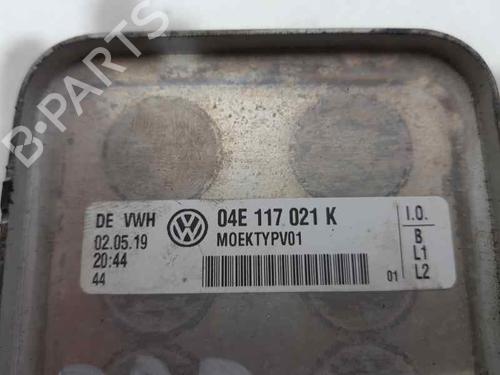 B-PARTS
DE VWH
02.05.19
20:44
44
04E 117 021 K
MOEKTYPV01
01
I.O.
B
L1
L2